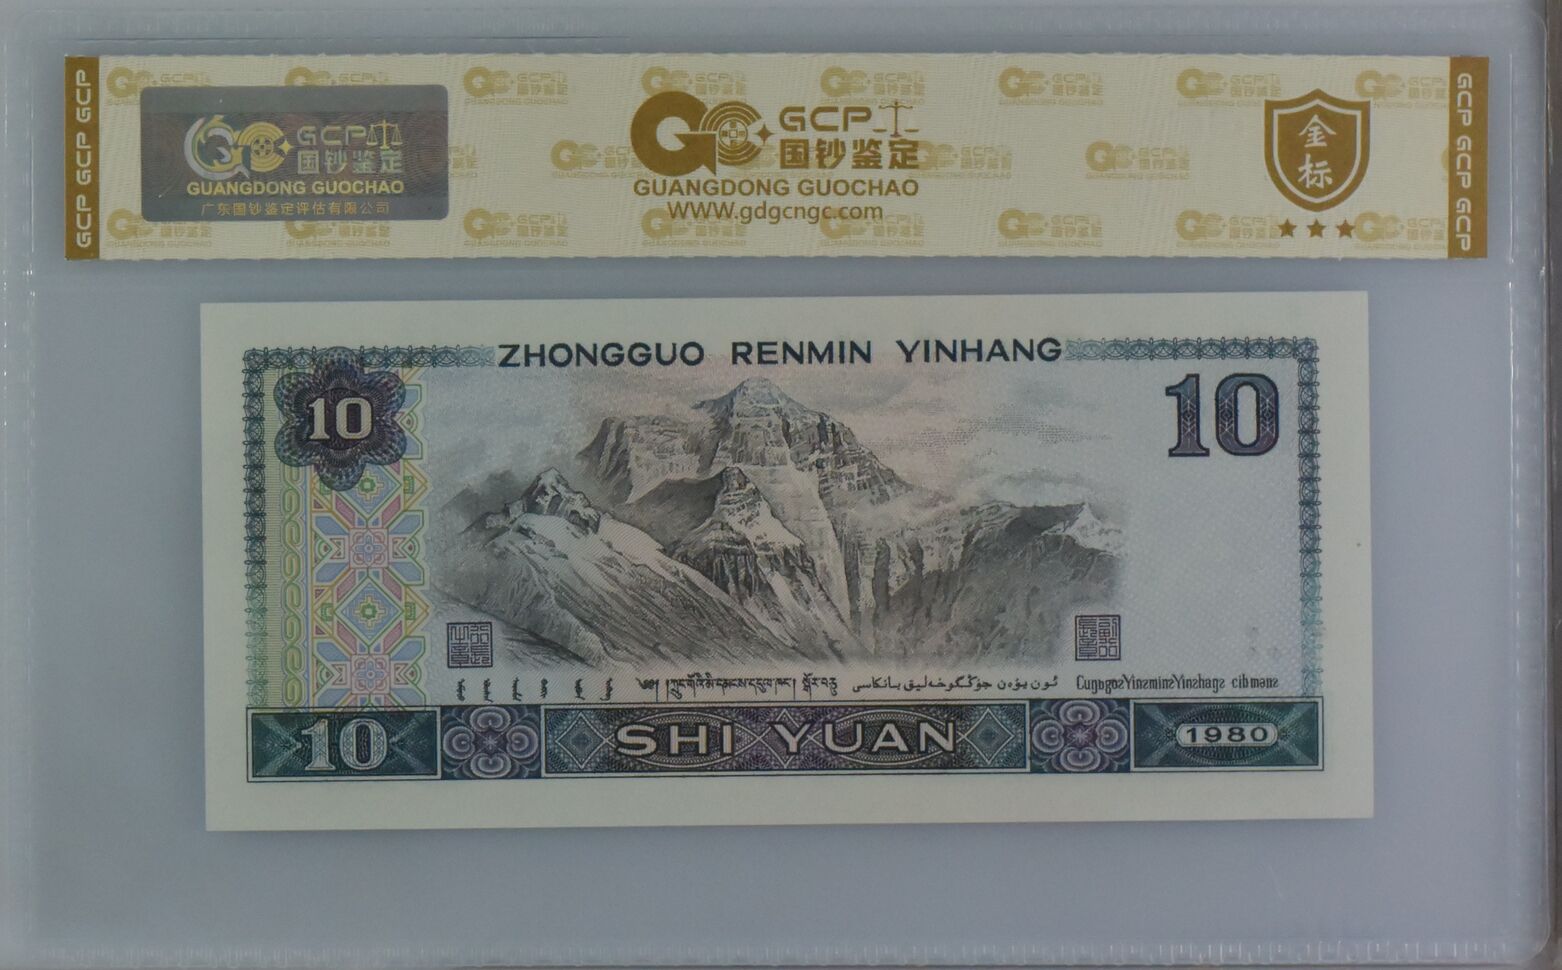 GCP GCP GCP
GCP
国钞鉴定
GUANGDONG GUOCHAO
广东国钞鉴定评估有限公司
GCP
国钞鉴定
GUANGDONG GUOCHAO
WWW.gdgcngc.com
金标
GCP GCP GCP
ZHONGGUO RENMIN YINHANG
10
10
10
SHI YUAN
1980